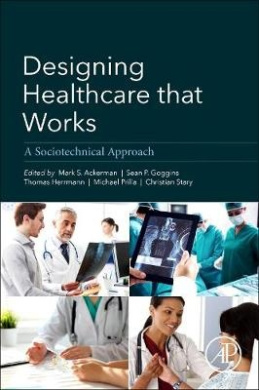 Designing
Healthcare that
Works
A Sociotechnical Approach
Edited by Mark S. Ackerman | Sean P. Goggins
Thomas Herrmann | Michael Prilla | Christian Stary